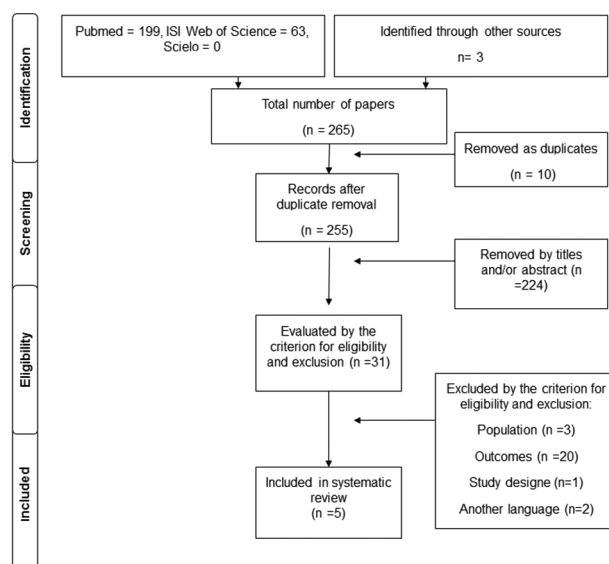 Pubmed = 199, ISI Web of Science = 63,
Scielo = 0
Identified through other sources
n= 3
Identification
Total number of papers
(n = 265)
Removed as duplicates
(n = 10)
Screening
Records after
duplicate removal
(n = 255)
Removed by titles
and/or abstract (n
=224)
Eligibility
Evaluated by the
criterion for eligibility
and exclusion (n =31)
Excluded by the criterion for
eligibility and exclusion:
Population (n =3)
Outcomes (n =20)
Study designe (n=1)
Another language (n=2)
Included
Included in systematic
review
(n =5)